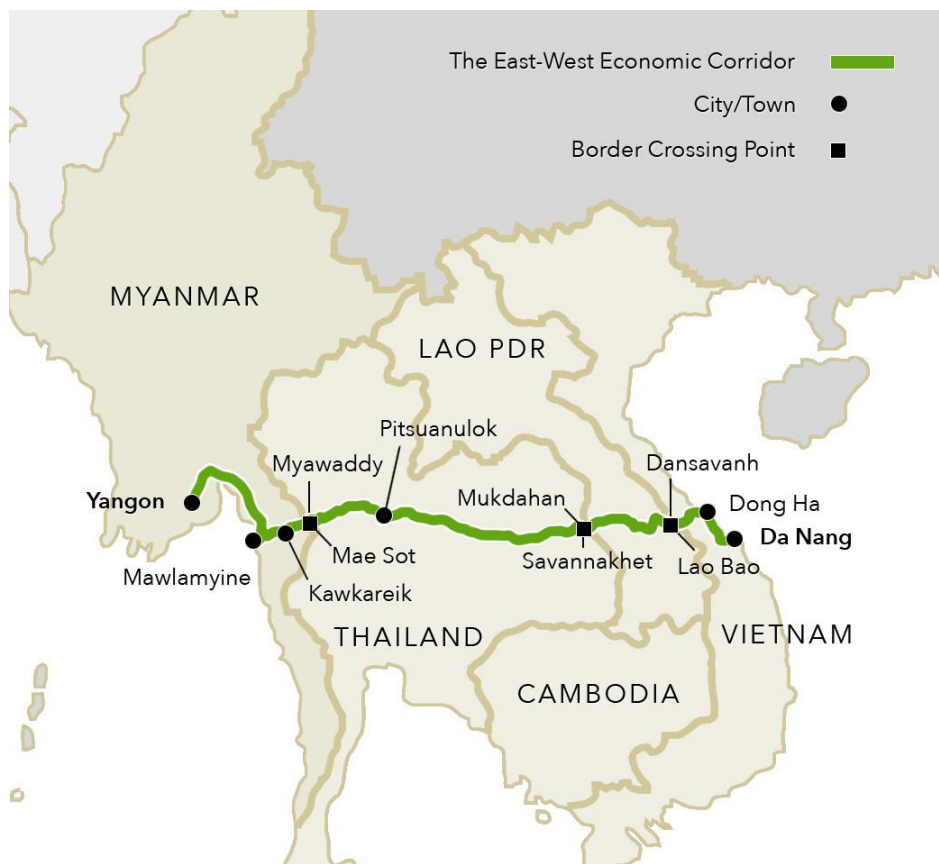 The East-West Economic Corridor
City/Town
Border Crossing Point
MYANMAR
LAO PDR
Pitsuanulok
Myawaddy
Dansavanh
Yangon
Mukdahan
Dong Ha
Da Nang
Mae Sot
Savannakhet
Lao Bao
Mawlamyine
Kawkareik
THAILAND
VIETNAM
CAMBODIA